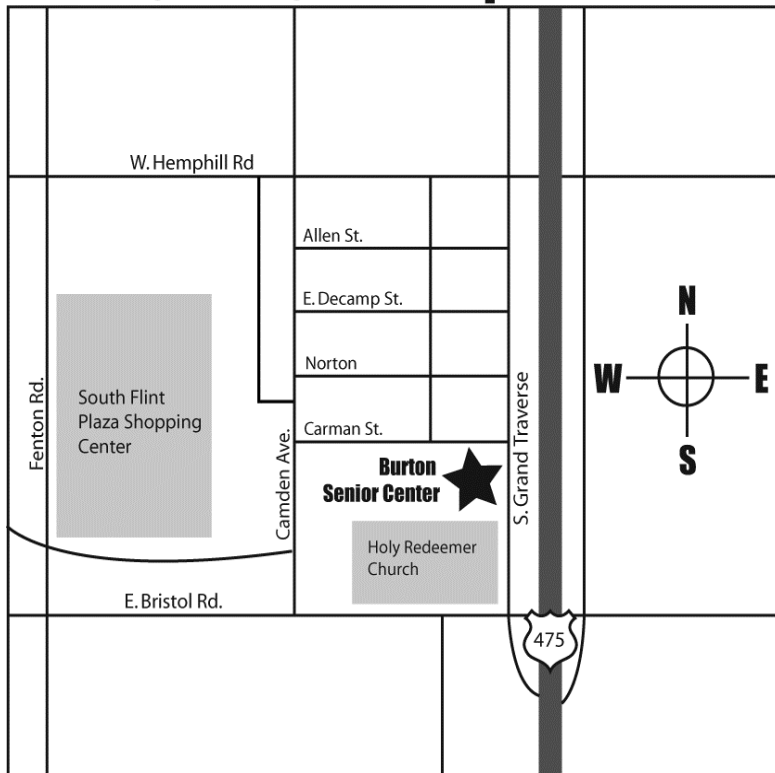 W. Hemphill Rd
Allen St.
E. Decamp St.
Norton
Carman St.
Fenton Rd.
South Flint
Plaza Shopping
Center
Camden Ave.
Burton
Senior Center
S. Grand Traverse
Holy Redeemer
Church
E. Bristol Rd.
475
N
W
E
S